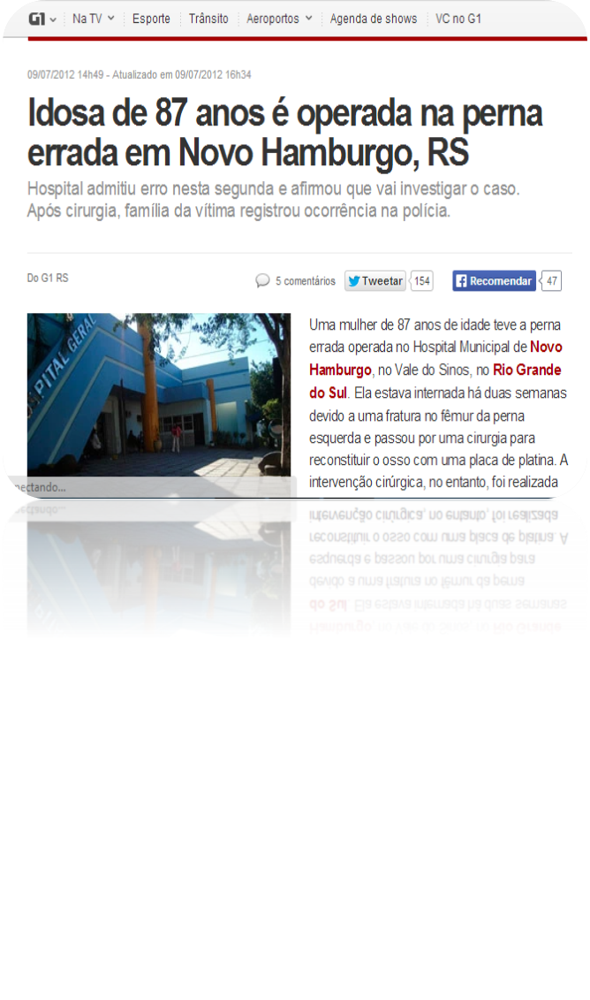 G1 Na TV Esporte Trânsito Aeroportos Agenda de shows VC no G1
09/07/2012 14h49 - Atualizado em 09/07/2012 16h34
Idosa de 87 anos é operada na perna
errada em Novo Hamburgo, RS
Hospital admitiu erro nesta segunda e afirmou que vai investigar o caso.
Após cirurgia, família da vítima registrou ocorrência na polícia.
Do G1 RS
5 comentários Tweetar 154 Recomendar 47
PITAL GERAL
nectando...
Uma mulher de 87 anos de idade teve a perna
errada operada no Hospital Municipal de Novo
Hamburgo, no Vale do Sinos, no Rio Grande
do Sul. Ela estava internada há duas semanas
devido a uma fratura no fêmur da perna
esquerda e passou por uma cirurgia para
reconstituir o osso com uma placa de platina. A
intervenção cirúrgica, no entanto, foi realizada